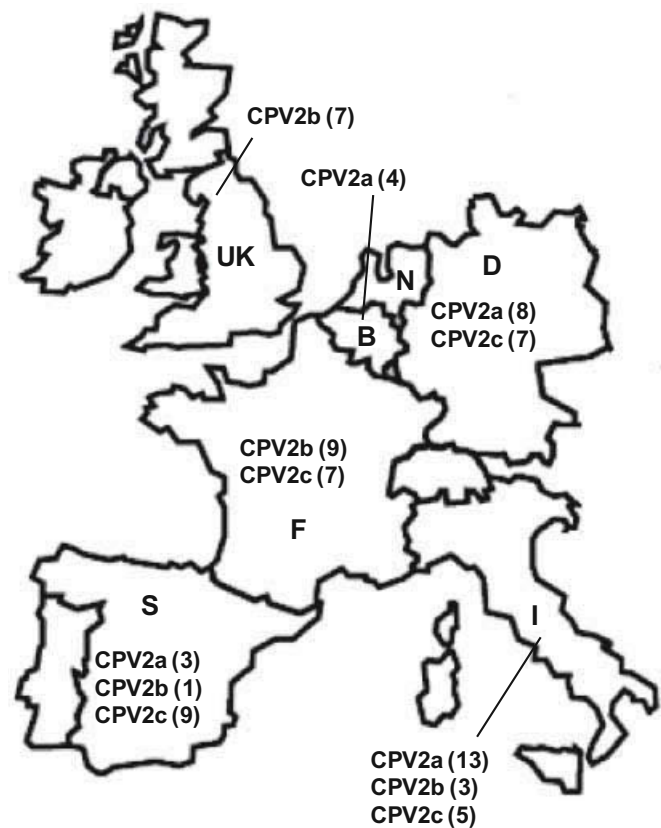 CPV2b (7)
CPV2a (4)
UK
N
D
CPV2a (8)
CPV2c (7)
B
CPV2b (9)
CPV2c (7)
F
S
CPV2a (3)
CPV2b (1)
CPV2c (9)
I
CPV2a (13)
CPV2b (3)
CPV2c (5)